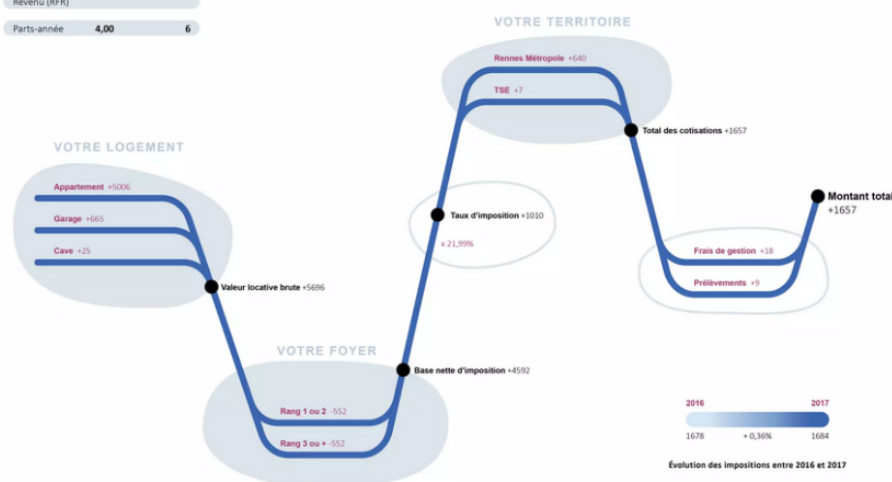 Revenu (RFR)
Parts-année 4,00 6
VOTRE TERRITOIRE
Rennes Métropole +640
TSE +7
Total des cotisations +1657
VOTRE LOGEMENT
Appartement +5006
Garage +665
Cave +25
Valeur locative brute +5696
Taux d'imposition +1010
x 21,99%
Montant total
+1657
Frais de gestion +18
Prélèvements +9
VOTRE FOYER
Base nette d'imposition +4592
Rang 1 ou 2 -552
Rang 3 ou + -552
2016 2017
1678 + 0,36% 1684
Évolution des impositions entre 2016 et 2017